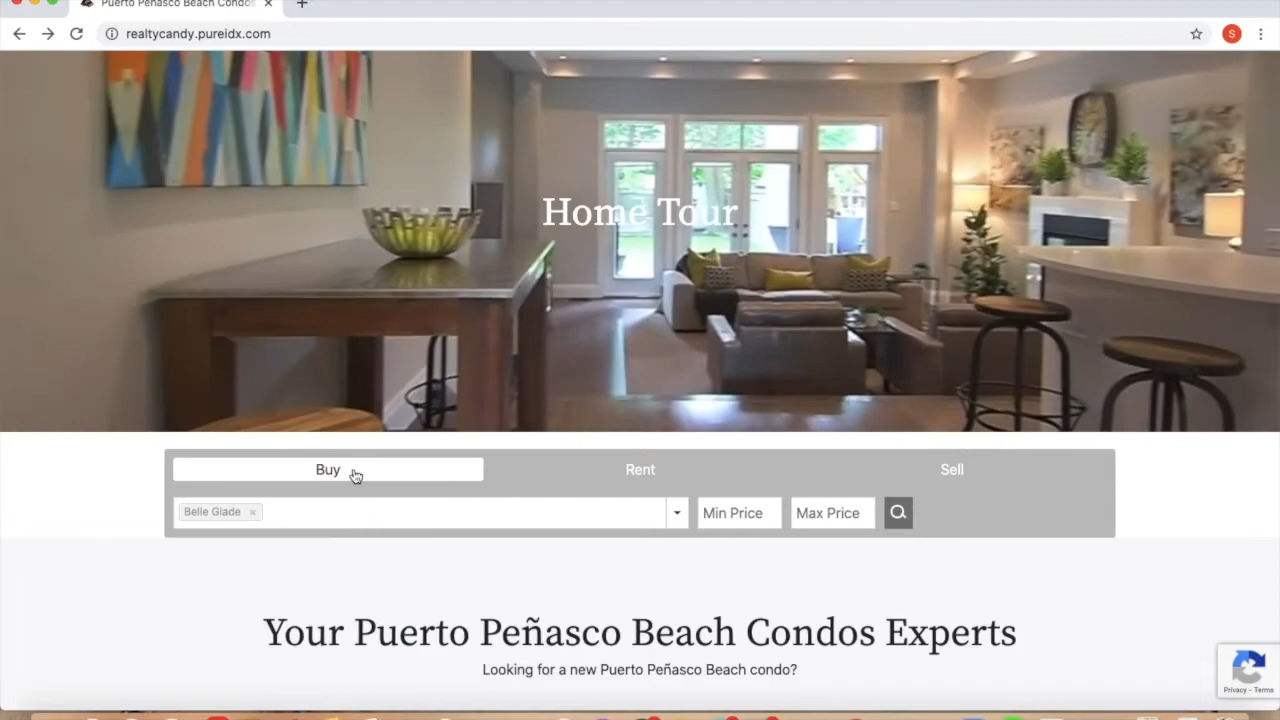 Puerto Peñasco Beach Condos
realtycandy.pureidx.com
S
Home Tour
Buy
Rent
Sell
Belle Glade ×
Min Price
Max Price
Your Puerto Peñasco Beach Condos Experts
Looking for a new Puerto Peñasco Beach condo?
Privacy - Terms